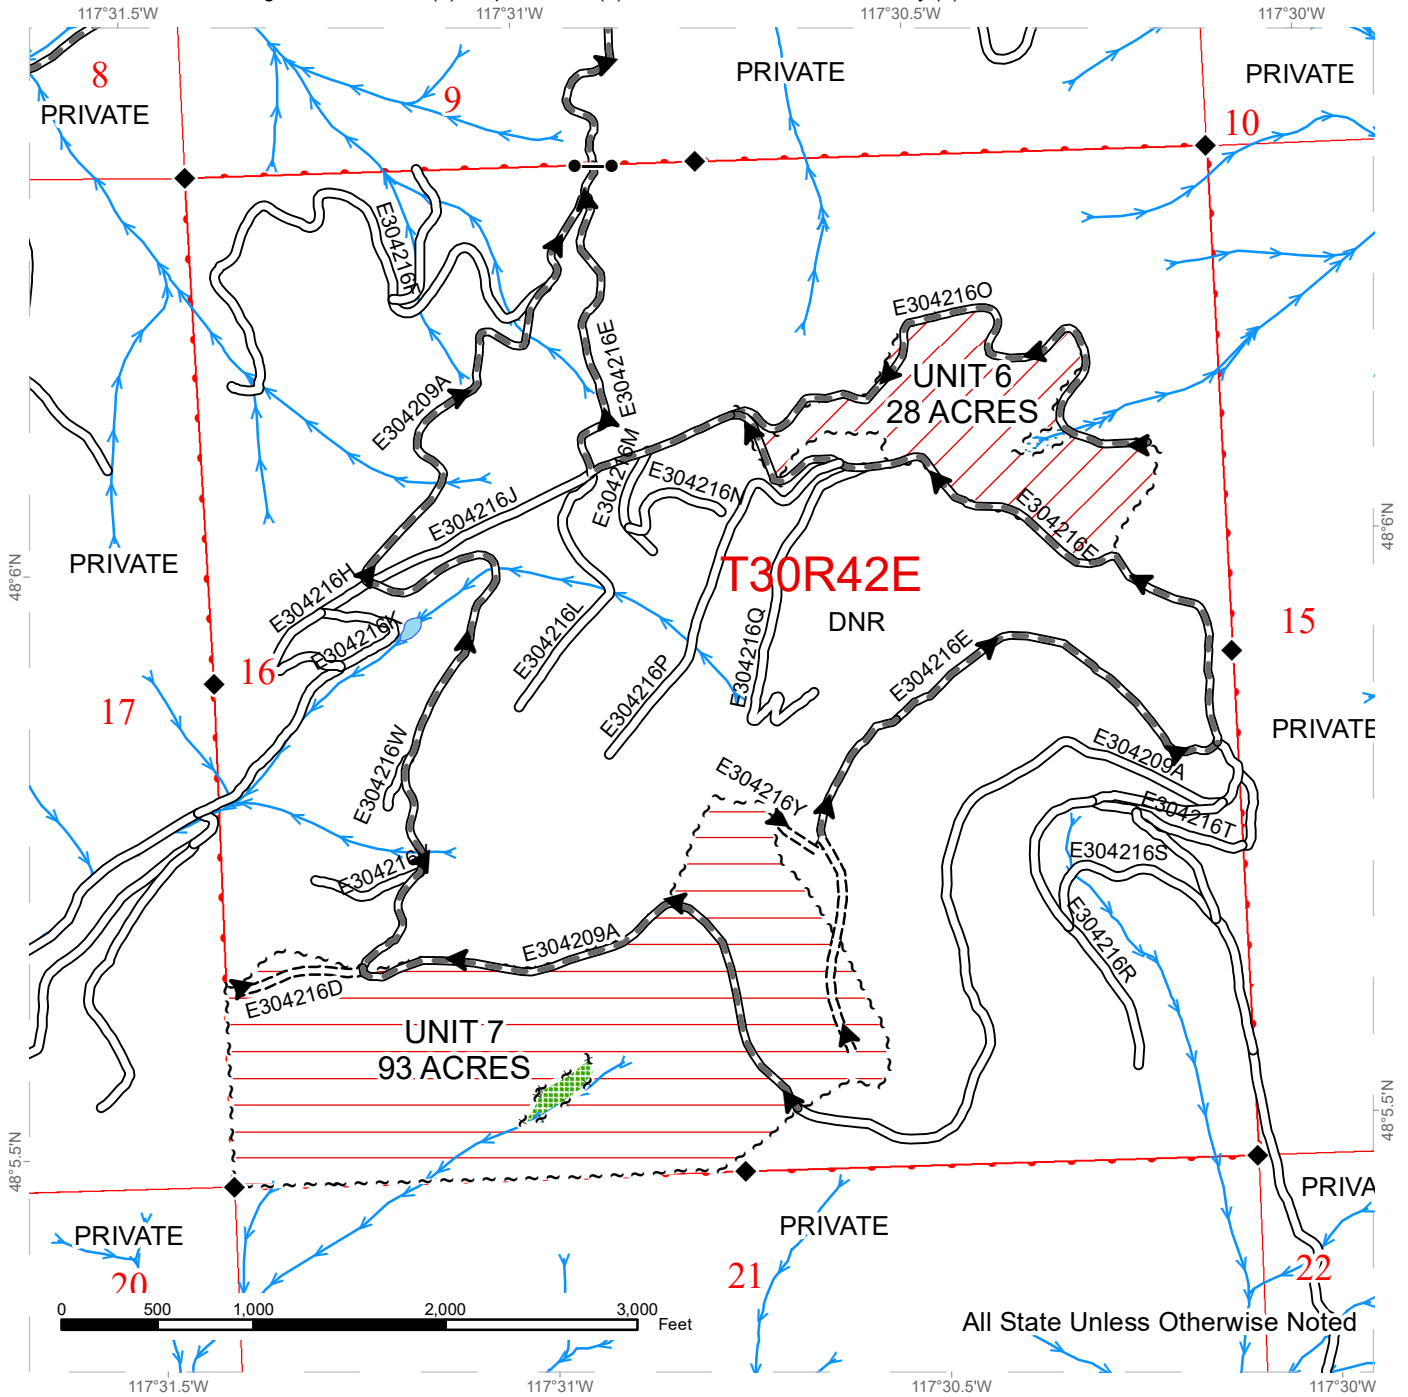 117°31.5'W
117°31'W
117°30.5'W
117°30'W
8
PRIVATE
9
PRIVATE
PRIVATE
10
E304216F
E304216O
E304216E
UNIT 6
28 ACRES
E304209A
E304216M
E304216N
E304216J
E304216E
48°6'N
48°6'N
PRIVATE
T30R42E
DNR
E304216H
E304216K
E304216L
E304216P
E304216Q
E304216E
15
16
17
PRIVATE
E304216W
E304209A
E304216Y
E304216T
E304216S
E304216
E304209A
E304216R
E304216D
UNIT 7
93 ACRES
48°5.5'N
48°5.5'N
PRIVATE
PRIVATE
PRIVA
20
21
22
0 500 1,000 2,000 3,000
Feet
All State Unless Otherwise Noted
117°31.5'W
117°31'W
117°30.5'W
117°30'W